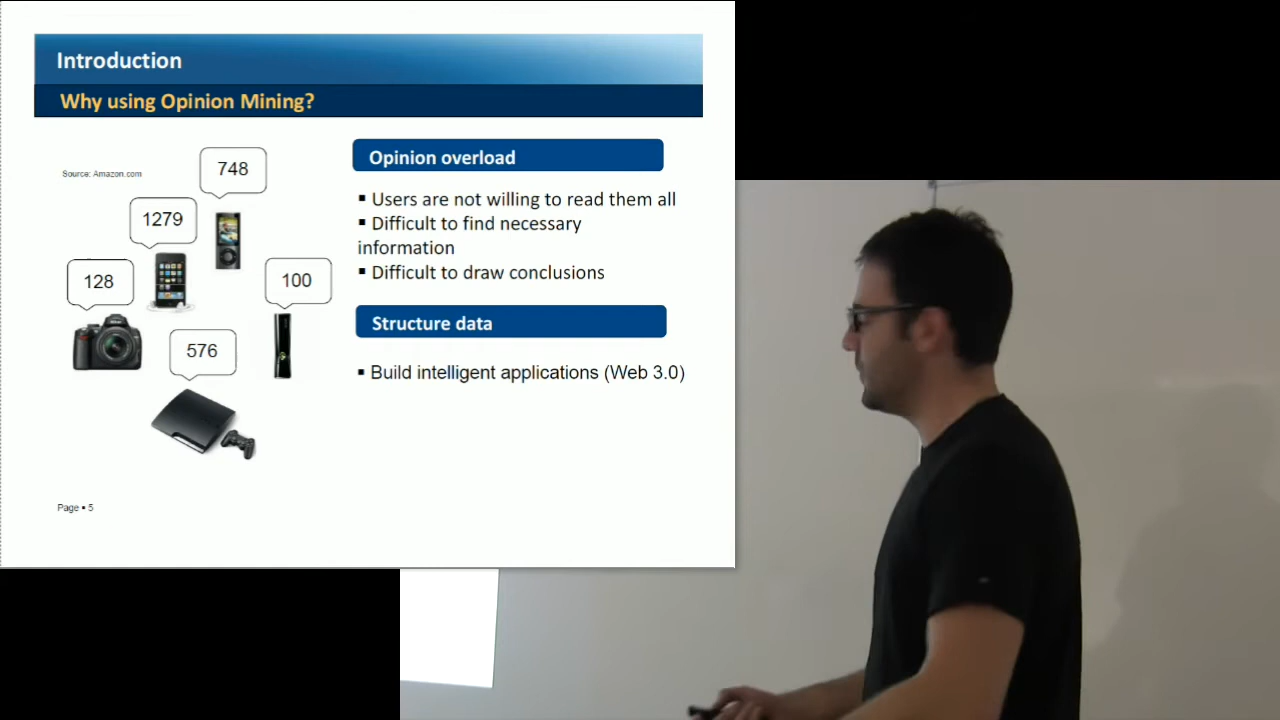 Introduction
Why using Opinion Mining?
Source: Amazon.com
748
1279
128
100
576
Opinion overload
▪ Users are not willing to read them all
▪ Difficult to find necessary
information
▪ Difficult to draw conclusions
Structure data
▪ Build intelligent applications (Web 3.0)
Page ▪ 5